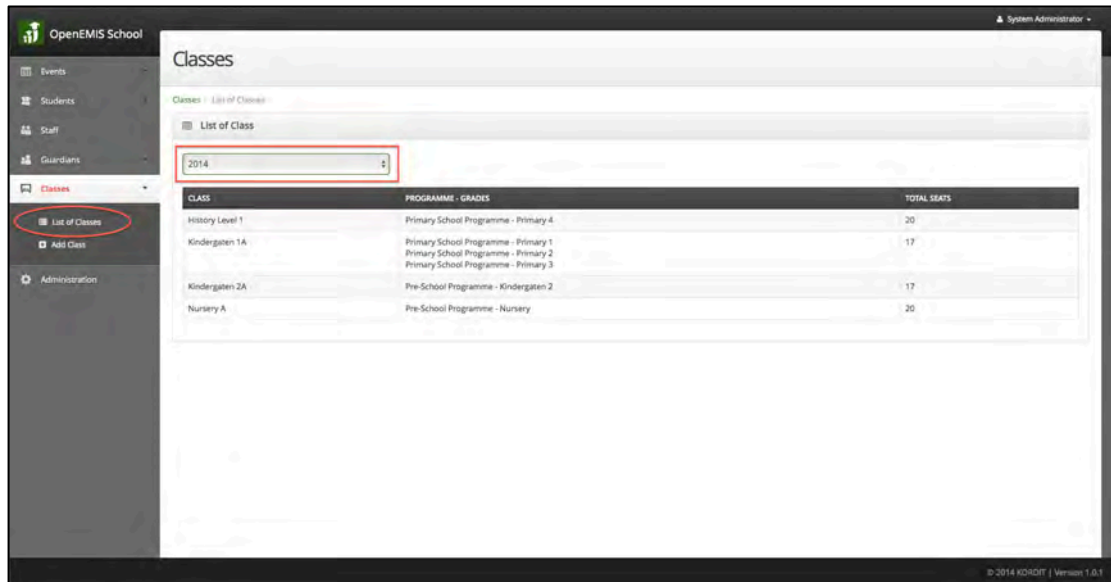 OpenEMIS School
System Administrator
Events
Students
Staff
Guardians
Classes
List of Classes
Add Class
Administration
Classes
Classes / List of Classes
List of Class
2014
CLASS PROGRAMME - GRADES TOTAL SEATS
History Level 1 Primary School Programme - Primary 4 20
Kindergaten 1A Primary School Programme - Primary 1 17
Primary School Programme - Primary 2
Primary School Programme - Primary 3
Kindergaten 2A Pre-School Programme - Kindergaten 2 17
Nursery A Pre-School Programme - Nursery 20
© 2014 KORDIT | Version 1.0.1